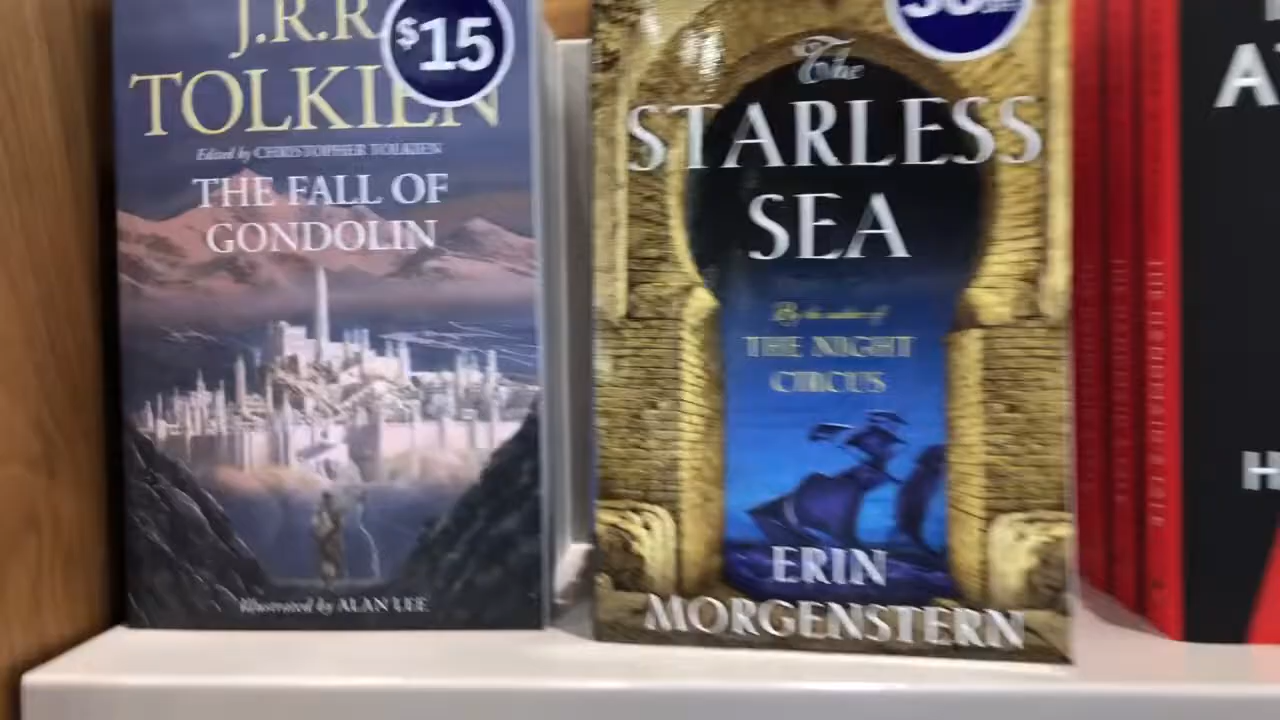 J.R.R.
TOLKIEN
$15
Edited by CHRISTOPHER TOLKIEN
THE FALL OF
GONDOLIN
Illustrated by ALAN LEE
The
STARLESS
SEA
By the author of
THE NIGHT
CIRCUS
ERIN
MORGENSTERN
A
H